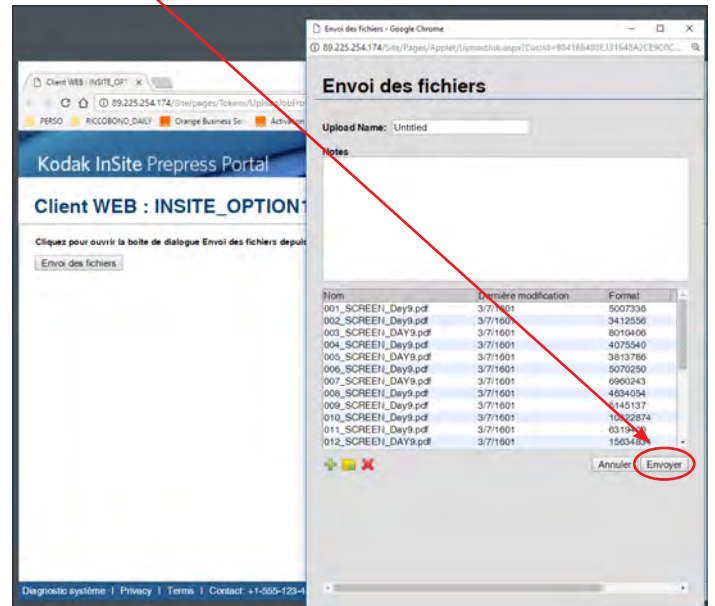 Envoi des fichiers - Google Chrome
89.225.254.174/Site/Pages/Applet/UploadJob.aspx?CustId=
Envoi des fichiers
Upload Name: Untitled
Notes
Nom Dernière modification Format
001_SCREEN_Day9.pdf 3/7/1601 5007336
002_SCREEN_Day9.pdf 3/7/1601 3412556
003_SCREEN_DAY9.pdf 3/7/1601 8010406
004_SCREEN_Day9.pdf 3/7/1601 4075540
005_SCREEN_DAY9.pdf 3/7/1601 3813786
006_SCREEN_Day9.pdf 3/7/1601 5070250
007_SCREEN_DAY9.pdf 3/7/1601 6960243
008_SCREEN_Day9.pdf 3/7/1601 4634054
009_SCREEN_Day9.pdf 3/7/1601 6145137
010_SCREEN_Day9.pdf 3/7/1601
011_SCREEN_Day9.pdf 3/7/1601
012_SCREEN_DAY9.pdf 3/7/1601
Annuler Envoyer
Client WEB : INSITE_OPT
89.225.254.174/Site/pages/Tokens/UploadJobFro
PERSO RICCOBONO_DAILY Orange Business Ser Activation
Kodak InSite Prepress Portal
Client WEB : INSITE_OPTION1
Cliquez pour ouvrir la boîte de dialogue Envoi des fichiers depuis
Envoi des fichiers
Diagnostic système | Privacy | Terms | Contact: +1-555-123-4